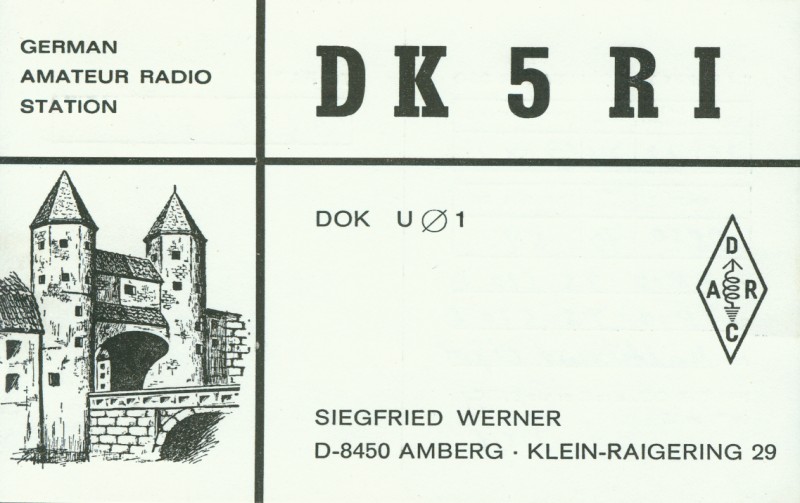 GERMAN
AMATEUR RADIO
STATION
DK 5 RI
DOK U Ø 1
D
A R
C
SIEGFRIED WERNER
D-8450 AMBERG · KLEIN-RAIGERING 29